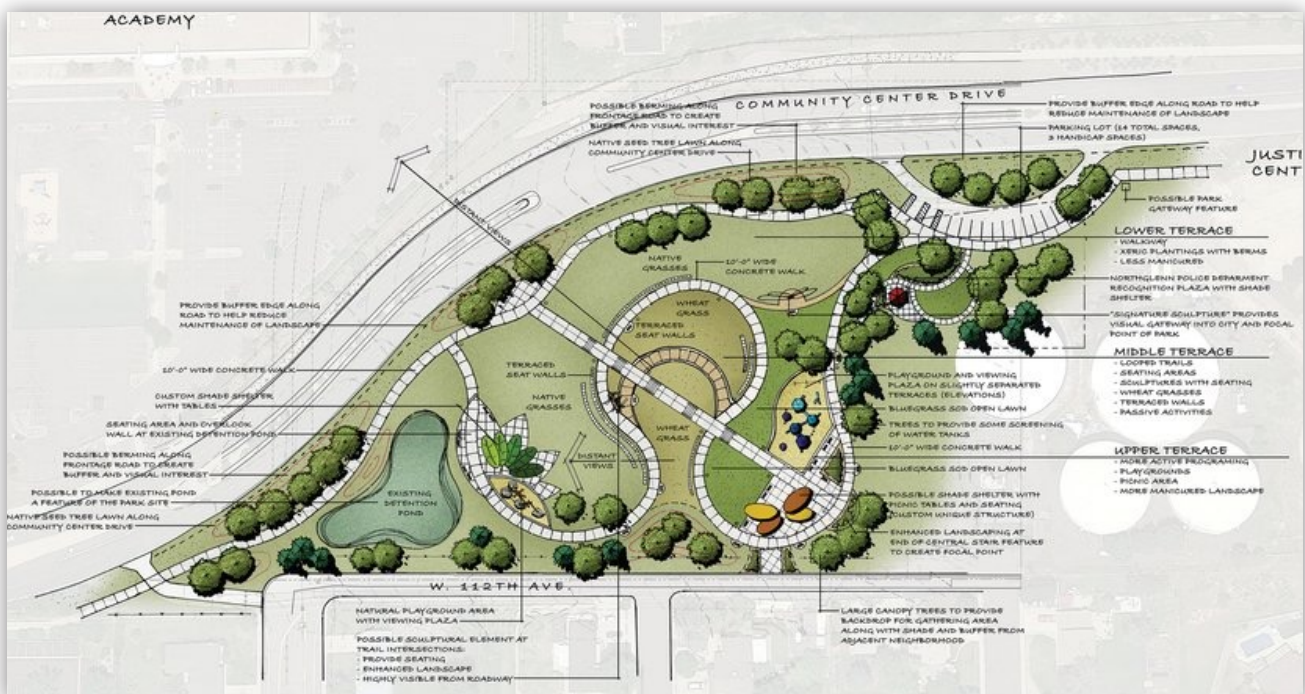 ACADEMY
COMMUNITY CENTER DRIVE
POSSIBLE BERMING ALONG
FRONTAGE ROAD TO CREATE
BUFFER AND VISUAL INTEREST
NATIVE SEED TREE LAWN ALONG
COMMUNITY CENTER DRIVE
PROVIDE BUFFER EDGE ALONG ROAD TO HELP
REDUCE MAINTENANCE OF LANDSCAPE
PARKING LOT (14 TOTAL SPACES,
3 HANDICAP SPACES)
JUSTI
CENT
POSSIBLE PARK
GATEWAY FEATURE
LOWER TERRACE
- WALKWAY
- XERIC PLANTINGS WITH BERMS
- LESS MANICURED
NORTHGLENN POLICE DEPARMENT
RECOGNITION PLAZA WITH SHADE
SHELTER
"SIGNATURE SCULPTURE" PROVIDES
VISUAL GATEWAY INTO CITY AND FOCAL
POINT OF PARK
MIDDLE TERRACE
- LOOPED TRAILS
- SEATING AREAS
- SCULPTURES WITH SEATING
- WHEAT GRASSES
- TERRACED WALLS
- PASSIVE ACTIVITIES
UPPER TERRACE
- MORE ACTIVE PROGRAMING
- PLAYGROUNDS
- PICNIC AREA
- MORE MANICURED LANDSCAPE
DISTANT VIEWS
NATIVE
GRASSES
10'-0" WIDE
CONCRETE WALK
WHEAT
GRASS
TERRACED
SEAT WALLS
PROVIDE BUFFER EDGE ALONG
ROAD TO HELP REDUCE
MAINTENANCE OF LANDSCAPE
10'-0" WIDE CONCRETE WALK
CUSTOM SHADE SHELTER
WITH TABLES
SEATING AREA AND OVERLOOK
WALL AT EXISTING DETENTION POND
POSSIBLE BERMING ALONG
FRONTAGE ROAD TO CREATE
BUFFER AND VISUAL INTEREST
POSSIBLE TO MAKE EXISTING POND
A FEATURE OF THE PARK SITE
NATIVE SEED TREE LAWN ALONG
COMMUNITY CENTER DRIVE
TERRACED
SEAT WALLS
NATIVE
GRASSES
WHEAT
GRASS
DISTANT
VIEWS
EXISTING
DETENTION
POND
PLAYGROUND AND VIEWING
PLAZA ON SLIGHTLY SEPARATED
TERRACES (ELEVATIONS)
BLUEGRASS SOD OPEN LAWN
TREES TO PROVIDE SOME SCREENING
OF WATER TANKS
10'-0" WIDE CONCRETE WALK
BLUEGRASS SOD OPEN LAWN
POSSIBLE SHADE SHELTER WITH
PICNIC TABLES AND SEATING
(CUSTOM UNIQUE STRUCTURE)
ENHANCED LANDSCAPING AT
END OF CENTRAL STAIR FEATURE
TO CREATE FOCAL POINT
W. 112TH AVE.
NATURAL PLAYGROUND AREA
WITH VIEWING PLAZA
POSSIBLE SCULPTURAL ELEMENT AT
TRAIL INTERSECTIONS:
- PROVIDE SEATING
- ENHANCED LANDSCAPE
- HIGHLY VISIBLE FROM ROADWAY
LARGE CANOPY TREES TO PROVIDE
BACKDROP FOR GATHERING AREA
ALONG WITH SHADE AND BUFFER FROM
ADJACENT NEIGHBORHOOD